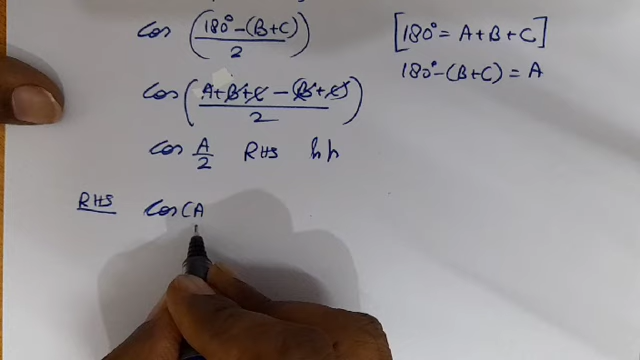 cos (180° - (B+C) / 2)
[180° = A + B + C]
180° - (B+C) = A
cos (A + B + C - (B + C) / 2)
cos A/2 RHS
RHS cos (A